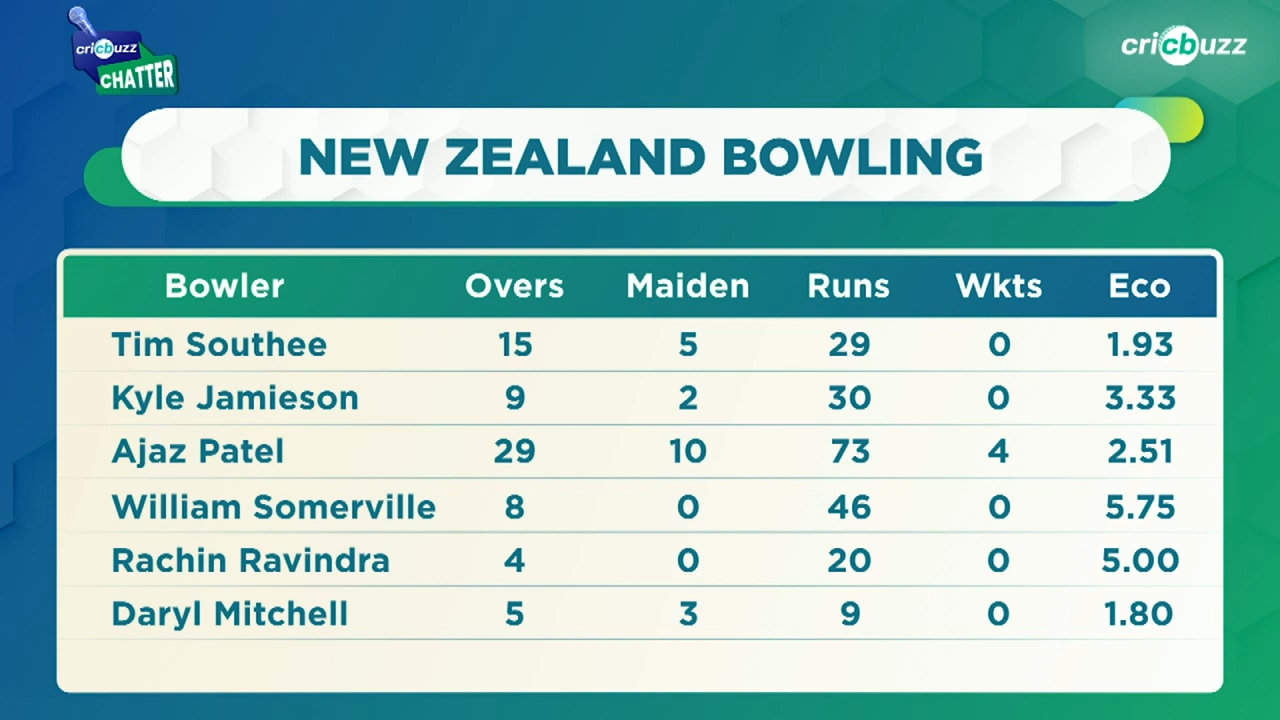 cricbuzz
CHATTER
cricbuzz
NEW ZEALAND BOWLING
Bowler Overs Maiden Runs Wkts Eco
Tim Southee 15 5 29 0 1.93
Kyle Jamieson 9 2 30 0 3.33
Ajaz Patel 29 10 73 4 2.51
William Somerville 8 0 46 0 5.75
Rachin Ravindra 4 0 20 0 5.00
Daryl Mitchell 5 3 9 0 1.80